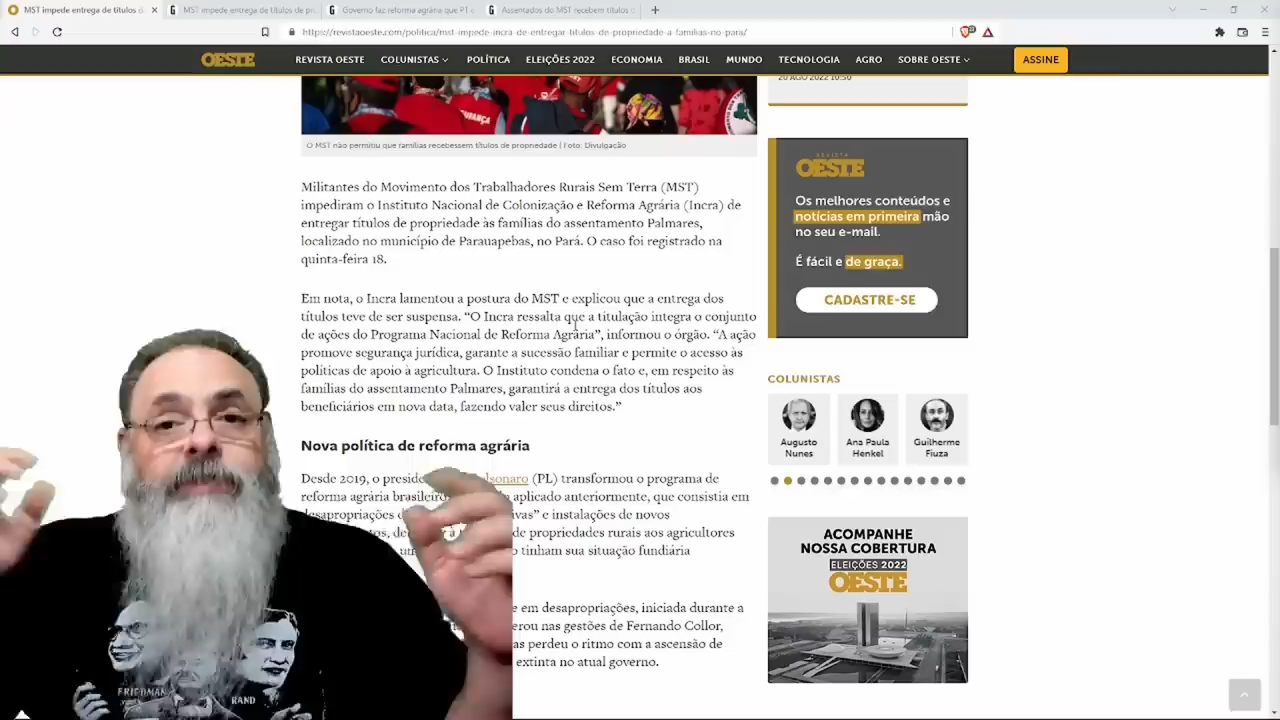 MST impede entrega de títulos d
MST impede entrega de títulos de pr
Governo faz reforma agrária que PT
Assentados do MST recebem títulos
https://revistaoeste.com/politica/mst-impede-incra-de-entregar-titulos-de-propriedade-a-familias-no-para/
OESTE
REVISTA OESTE COLUNISTAS POLÍTICA ELEIÇÕES 2022 ECONOMIA BRASIL MUNDO TECNOLOGIA AGRO SOBRE OESTE
ASSINE
20 AGO 2022
O MST não permitiu que famílias recebessem títulos de propriedade | Foto: Divulgação
Militantes do Movimento dos Trabalhadores Rurais Sem Terra (MST)
impediram o Instituto Nacional de Colonização e Reforma Agrária (Incra) de
entregar títulos de propriedade às famílias do assentamento Palmares,
localizado no município de Parauapebas, no Pará. O caso foi registrado na
quinta-feira 18.
Em nota, o Incra lamentou a postura do MST e explicou que a entrega dos
títulos teve de ser suspensa. “O Incra ressalta que a titulação integra o conjunto
de ações do Programa Nacional de Reforma Agrária”, informou o órgão. “A ação
promove segurança jurídica, garante a sucessão familiar e permite o acesso às
políticas de apoio à agricultura. O Instituto condena o fato e, em respeito às
famílias do assentamento Palmares, garantirá a entrega dos títulos aos
beneficiários em nova data, fazendo valer seus direitos.”
Nova política de reforma agrária
Desde 2019, o preside olsonaro (PL) transformou o programa de
reforma agrária brasileiro aplicado anteriormente, que consistia em
desapropriações d ivas” e instalações de novos
tos, de de propriedades rurais aos agricultores
o tinham sua situação fundiária
e em desapropriações, iniciada durante a
erou nas gestões de Fernando Collor,
as perdeu o ritmo com a ascensão de
extinta no atual governo.
REVISTA
OESTE
Os melhores conteúdos e
notícias em primeira mão
no seu e-mail.
É fácil e de graça.
CADASTRE-SE
COLUNISTAS
Augusto
Nunes
Ana Paula
Henkel
Guilherme
Fiuza
ACOMPANHE
NOSSA COBERTURA
ELEIÇÕES 2022
OESTE
FRIEDMAN
RAND